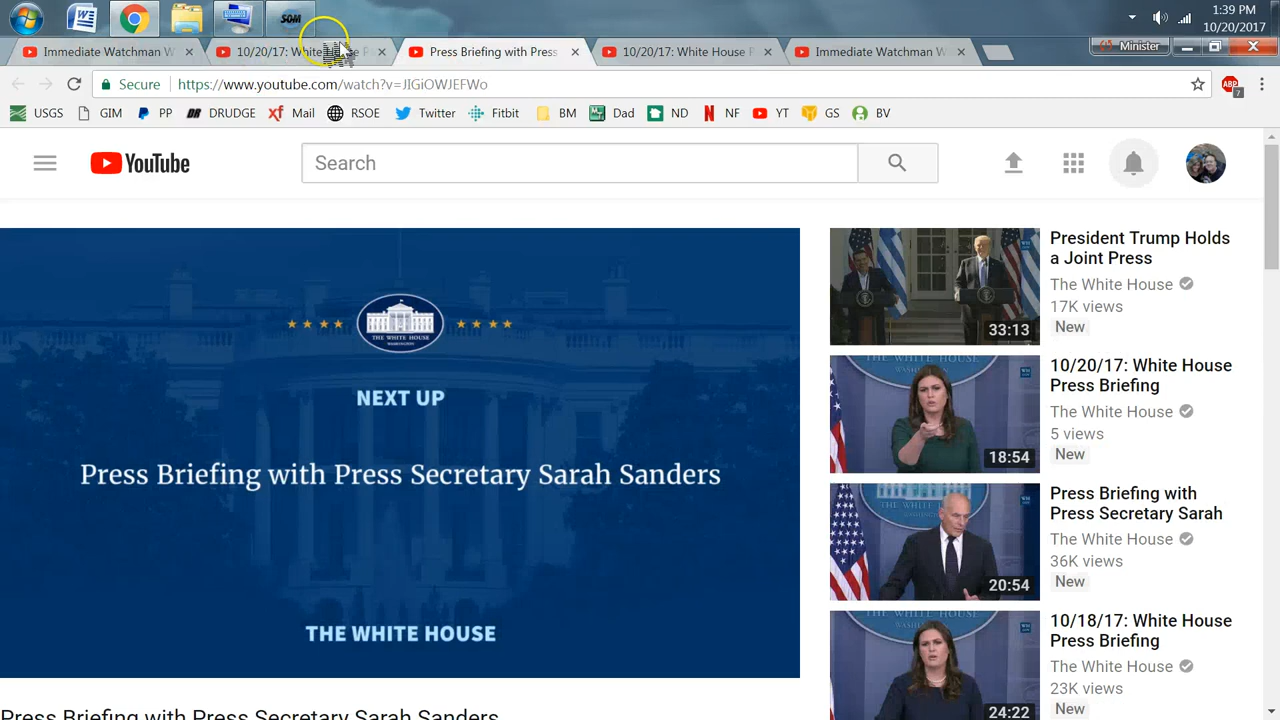 SOM
1:39 PM
10/20/2017
Immediate Watchman W
10/20/17: White House P
Press Briefing with Press
10/20/17: White House P
Immediate Watchman W
Minister
Secure
https://www.youtube.com/watch?v=JIGiOWJEFWo
ABP
7
USGS
GIM
PP
DRUDGE
Mail
RSOE
Twitter
Fitbit
BM
Dad
ND
NF
YT
GS
BV
YouTube
Search
THE WHITE HOUSE
WASHINGTON
NEXT UP
Press Briefing with Press Secretary Sarah Sanders
THE WHITE HOUSE
Press Briefing with Press Secretary Sarah Sanders
33:13
President Trump Holds
a Joint Press
The White House
17K views
New
18:54
10/20/17: White House
Press Briefing
The White House
5 views
New
20:54
Press Briefing with
Press Secretary Sarah
The White House
36K views
New
24:22
10/18/17: White House
Press Briefing
The White House
23K views
New